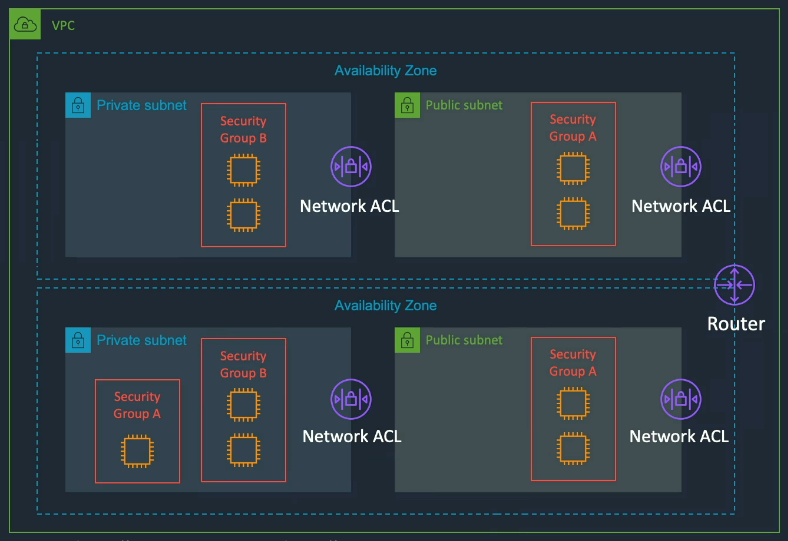 VPC
Availability Zone
Private subnet
Security
Group B
Network ACL
Public subnet
Security
Group A
Network ACL
Router
Availability Zone
Private subnet
Security
Group A
Security
Group B
Network ACL
Public subnet
Security
Group A
Network ACL